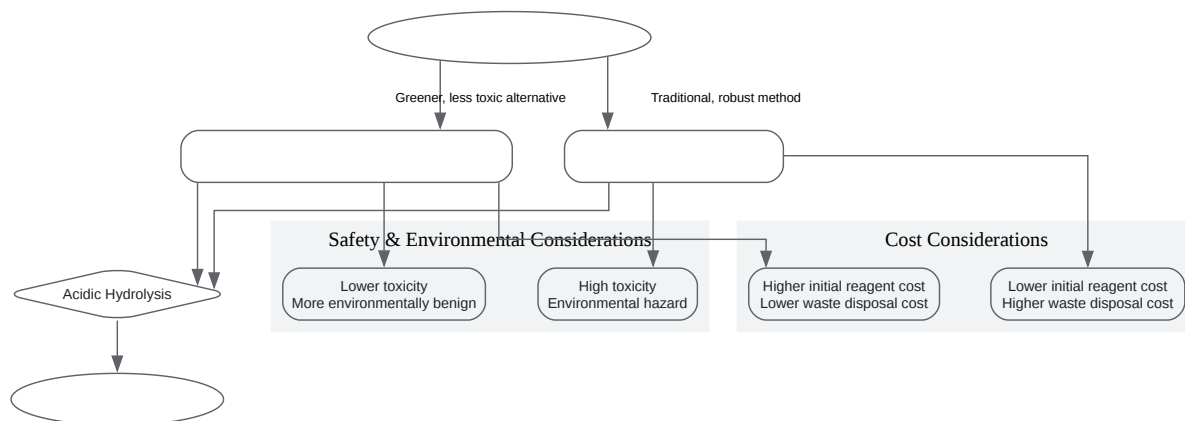 Greener, less toxic alternative
Traditional, robust method
Safety & Environmental Considerations
Cost Considerations
Acidic Hydrolysis
Lower toxicity
More environmentally benign
High toxicity
Environmental hazard
Higher initial reagent cost
Lower waste disposal cost
Lower initial reagent cost
Higher waste disposal cost